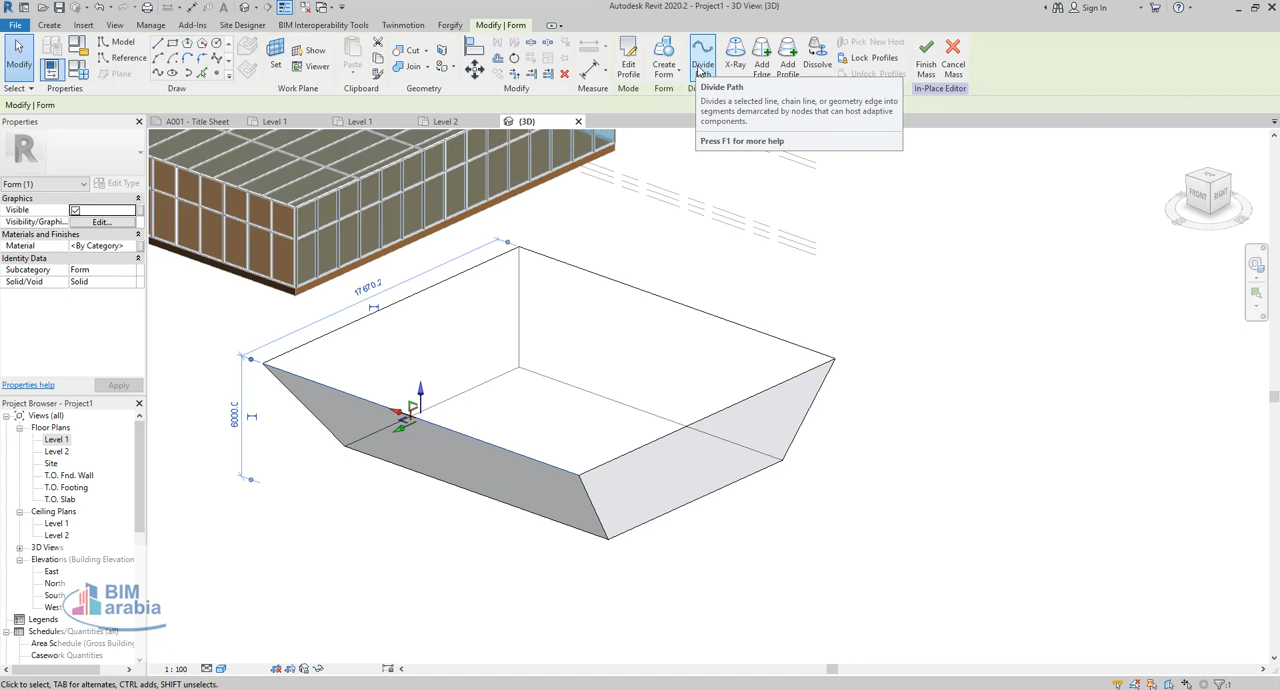 Autodesk Revit 2020.2 - Project1 - 3D View: {3D}
Sign In
File Create Insert View Manage Add-Ins Site Designer BIM Interoperability Tools Twinmotion Forgify Modify | Form
Modify
Model
Reference
Plane
Set
Show
Viewer
Paste
Cut
Join
Edit Profile
Create Form
Divide Path
X-Ray
Add Edge
Add Profile
Dissolve
Pick New Host
Lock Profiles
Unlock Profiles
Finish Mass
Cancel Mass
Select Properties Draw Clipboard Geometry Modify Measure Mode Form In-Place Editor
Modify | Form
Divide Path
Divides a selected line, chain line, or geometry edge into
segments demarcated by nodes that can host adaptive
components.
Press F1 for more help
Properties
A001 - Title Sheet
Level 1
Level 1
Level 2
{3D}
Form (1)
Edit Type
Graphics
Visible
Visibility/Graphi... Edit...
Materials and Finishes
Material <By Category>
Identity Data
Subcategory Form
Solid/Void Solid
Properties help
Apply
Project Browser - Project1
Views (all)
Floor Plans
Level 1
Level 2
Site
T.O. Fnd. Wall
T.O. Footing
T.O. Slab
Ceiling Plans
Level 1
Level 2
3D Views
Elevations (Building Elevation
East
North
South
West
Legends
Schedules/Quantities (all)
Area Schedule (Gross Building
Casework Quantities
BIM
arabia
17670.2
6000.0
FRONT
RIGHT
1 : 100
Click to select, TAB for alternates, CTRL adds, SHIFT unselects.
:1